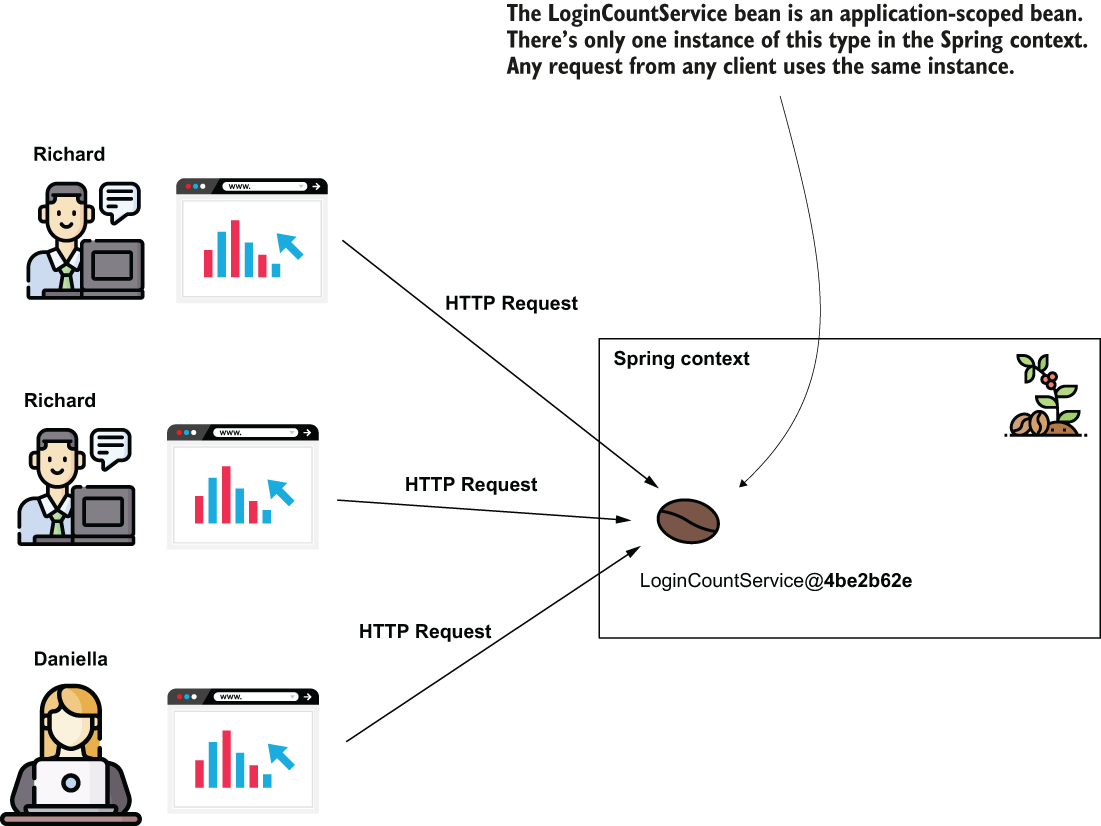 The LoginCountService bean is an application-scoped bean.
There’s only one instance of this type in the Spring context.
Any request from any client uses the same instance.
Richard
www.
HTTP Request
Spring context
Richard
www.
HTTP Request
LoginCountService@4be2b62e
HTTP Request
Daniella
www.